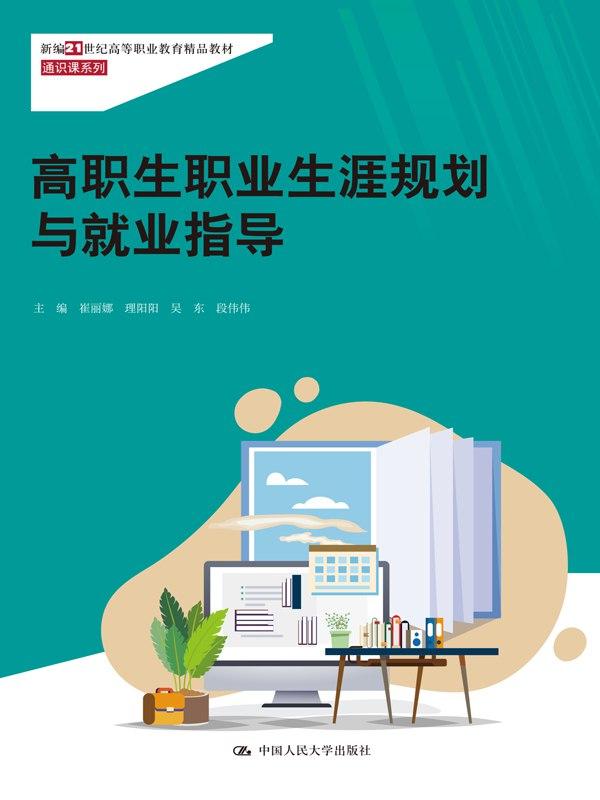 新编21世纪高等职业教育精品教材
通识课系列
高职生职业生涯规划
与就业指导
主　编　崔丽娜　理阳阳　吴　东　段伟伟
中国人民大学出版社